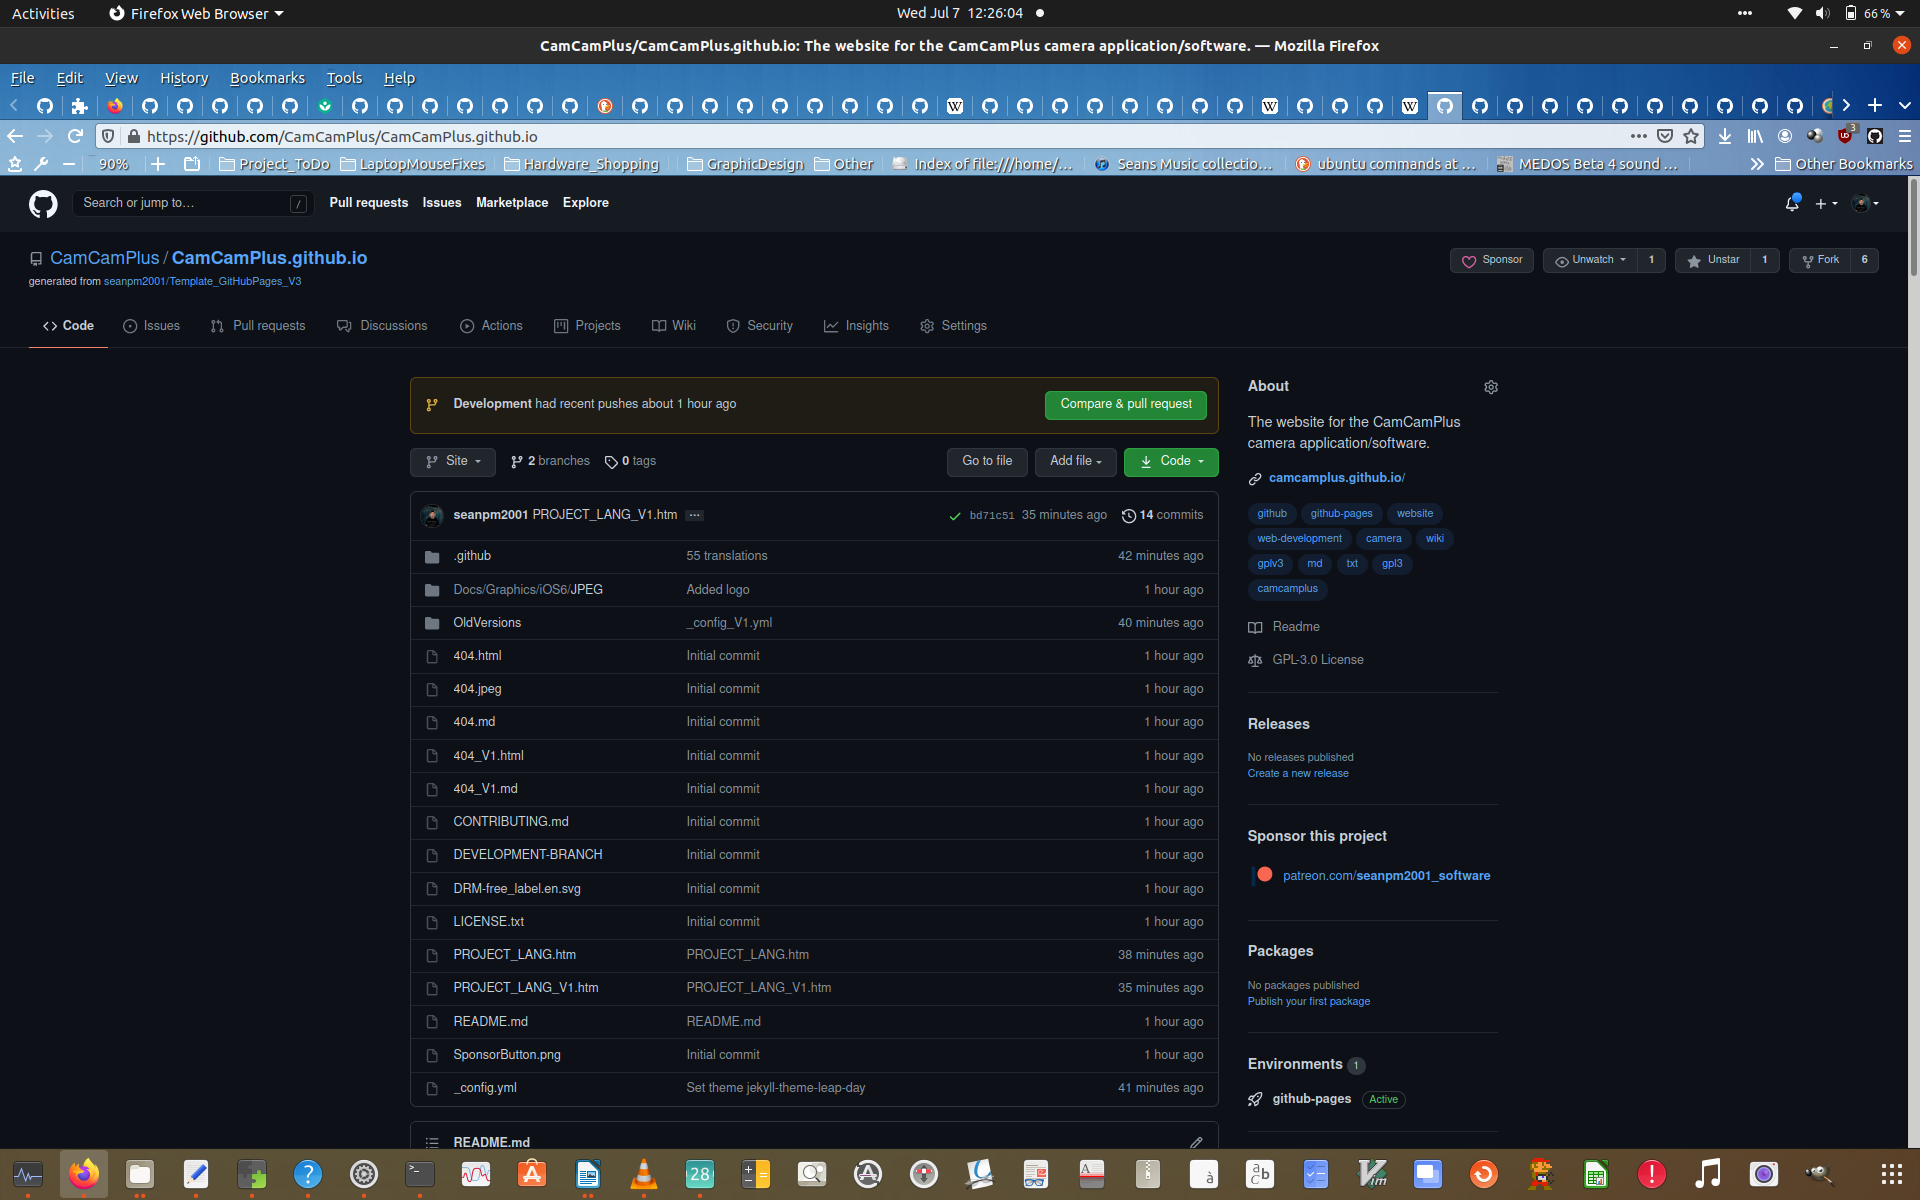 Activities Firefox Web Browser Wed Jul 7 12:26:04 66 %
CamCamPlus/CamCamPlus.github.io: The website for the CamCamPlus camera application/software. — Mozilla Firefox
File Edit View History Bookmarks Tools Help
https://github.com/CamCamPlus/CamCamPlus.github.io 3
90% Project_ToDo LaptopMouseFixes Hardware_Shopping GraphicDesign Other Index of file:///home/… Seans Music collectio… ubuntu commands at … MEDOS Beta 4 sound … Other Bookmarks
Search or jump to… / Pull requests Issues Marketplace Explore
CamCamPlus / CamCamPlus.github.io Sponsor Unwatch 1 Unstar 1 Fork 6
generated from seanpm2001/Template_GitHubPages_V3
Code Issues Pull requests Discussions Actions Projects Wiki Security Insights Settings
Development had recent pushes about 1 hour ago Compare & pull request
Site 2 branches 0 tags Go to file Add file Code
seanpm2001 PROJECT_LANG_V1.htm … bd71c51 35 minutes ago 14 commits
.github 55 translations 42 minutes ago
Docs/Graphics/iOS6/JPEG Added logo 1 hour ago
OldVersions _config_V1.yml 40 minutes ago
404.html Initial commit 1 hour ago
404.jpeg Initial commit 1 hour ago
404.md Initial commit 1 hour ago
404_V1.html Initial commit 1 hour ago
404_V1.md Initial commit 1 hour ago
CONTRIBUTING.md Initial commit 1 hour ago
DEVELOPMENT-BRANCH Initial commit 1 hour ago
DRM-free_label.en.svg Initial commit 1 hour ago
LICENSE.txt Initial commit 1 hour ago
PROJECT_LANG.htm PROJECT_LANG.htm 38 minutes ago
PROJECT_LANG_V1.htm PROJECT_LANG_V1.htm 35 minutes ago
README.md README.md 1 hour ago
SponsorButton.png Initial commit 1 hour ago
_config.yml Set theme jekyll-theme-leap-day 41 minutes ago
README.md
About
The website for the CamCamPlus
camera application/software.
camcamplus.github.io/
github github-pages website
web-development camera wiki
gplv3 md txt gpl3
camcamplus
Readme
GPL-3.0 License
Releases
No releases published
Create a new release
Sponsor this project
patreon.com/seanpm2001_software
Packages
No packages published
Publish your first package
Environments 1
github-pages Active
28